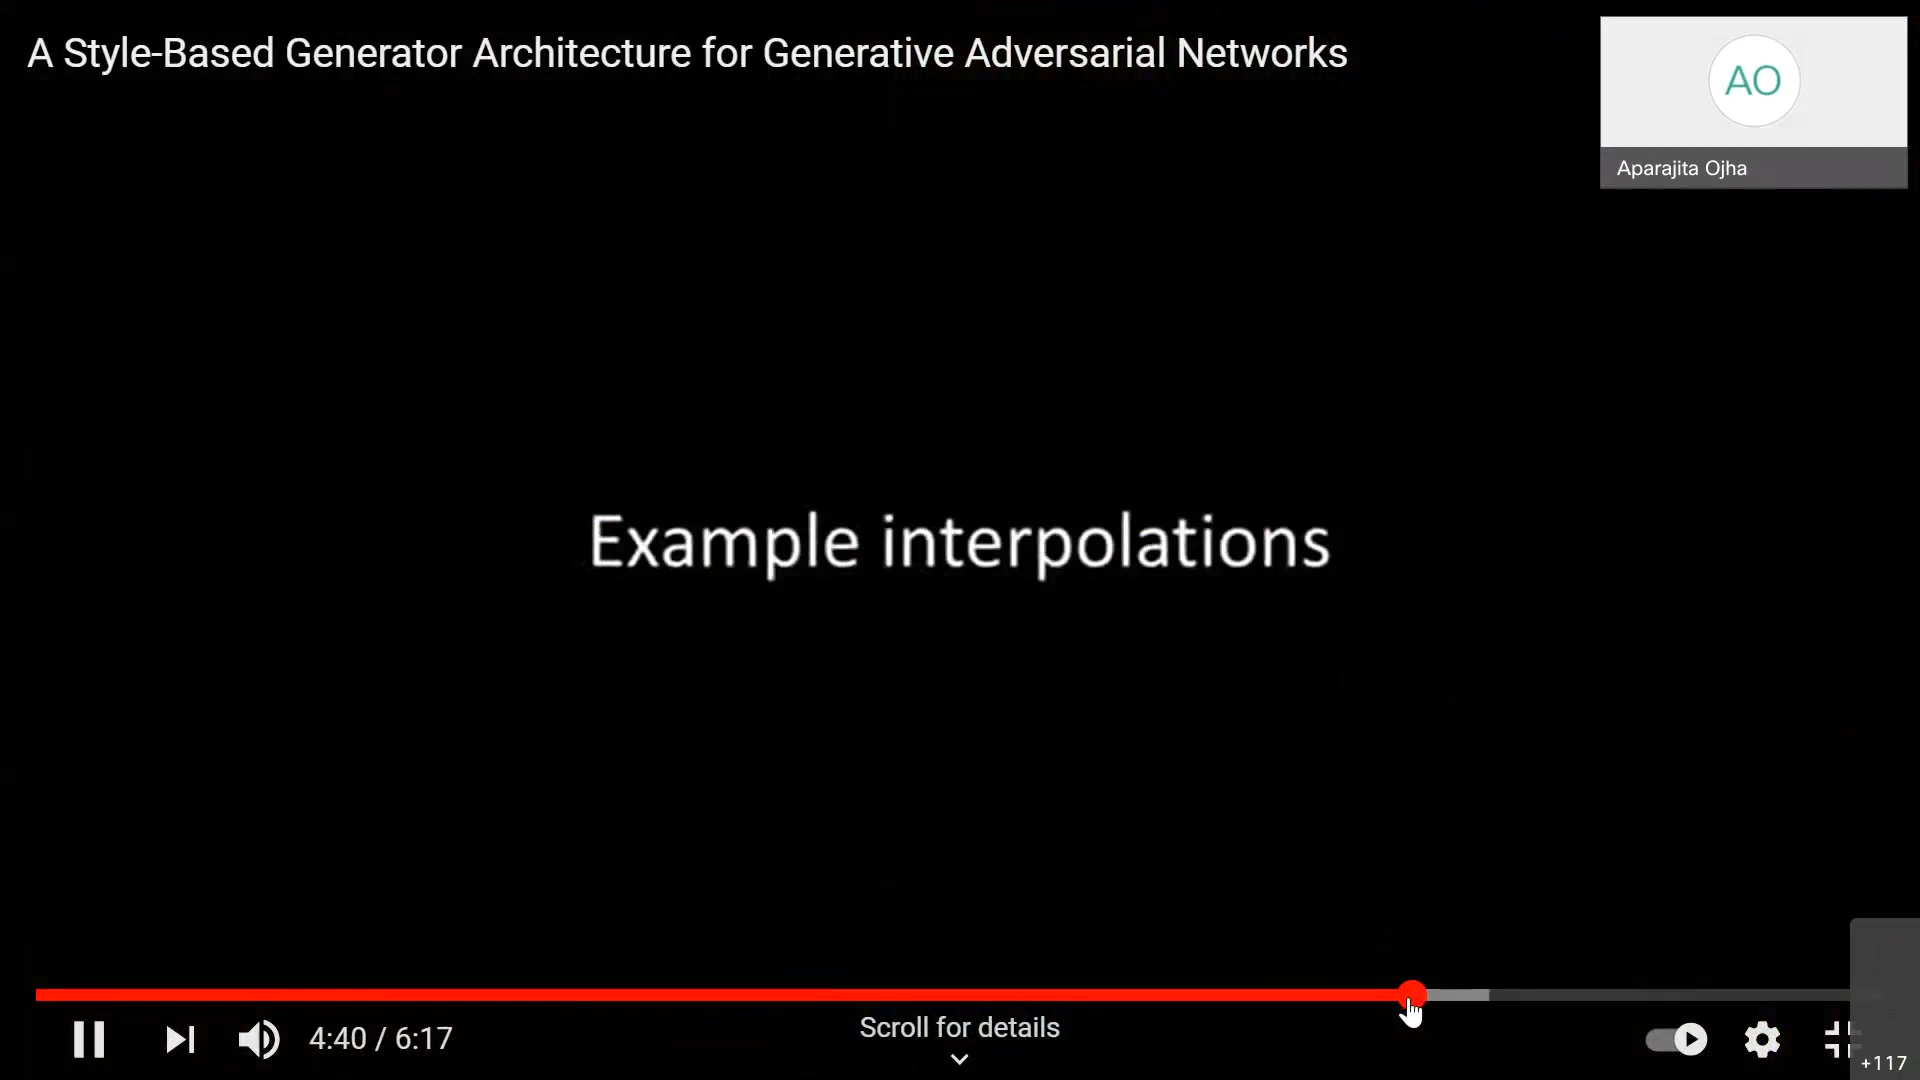 A Style-Based Generator Architecture for Generative Adversarial Networks
AO
Aparajita Ojha
Example interpolations
4:40 / 6:17
Scroll for details
+117